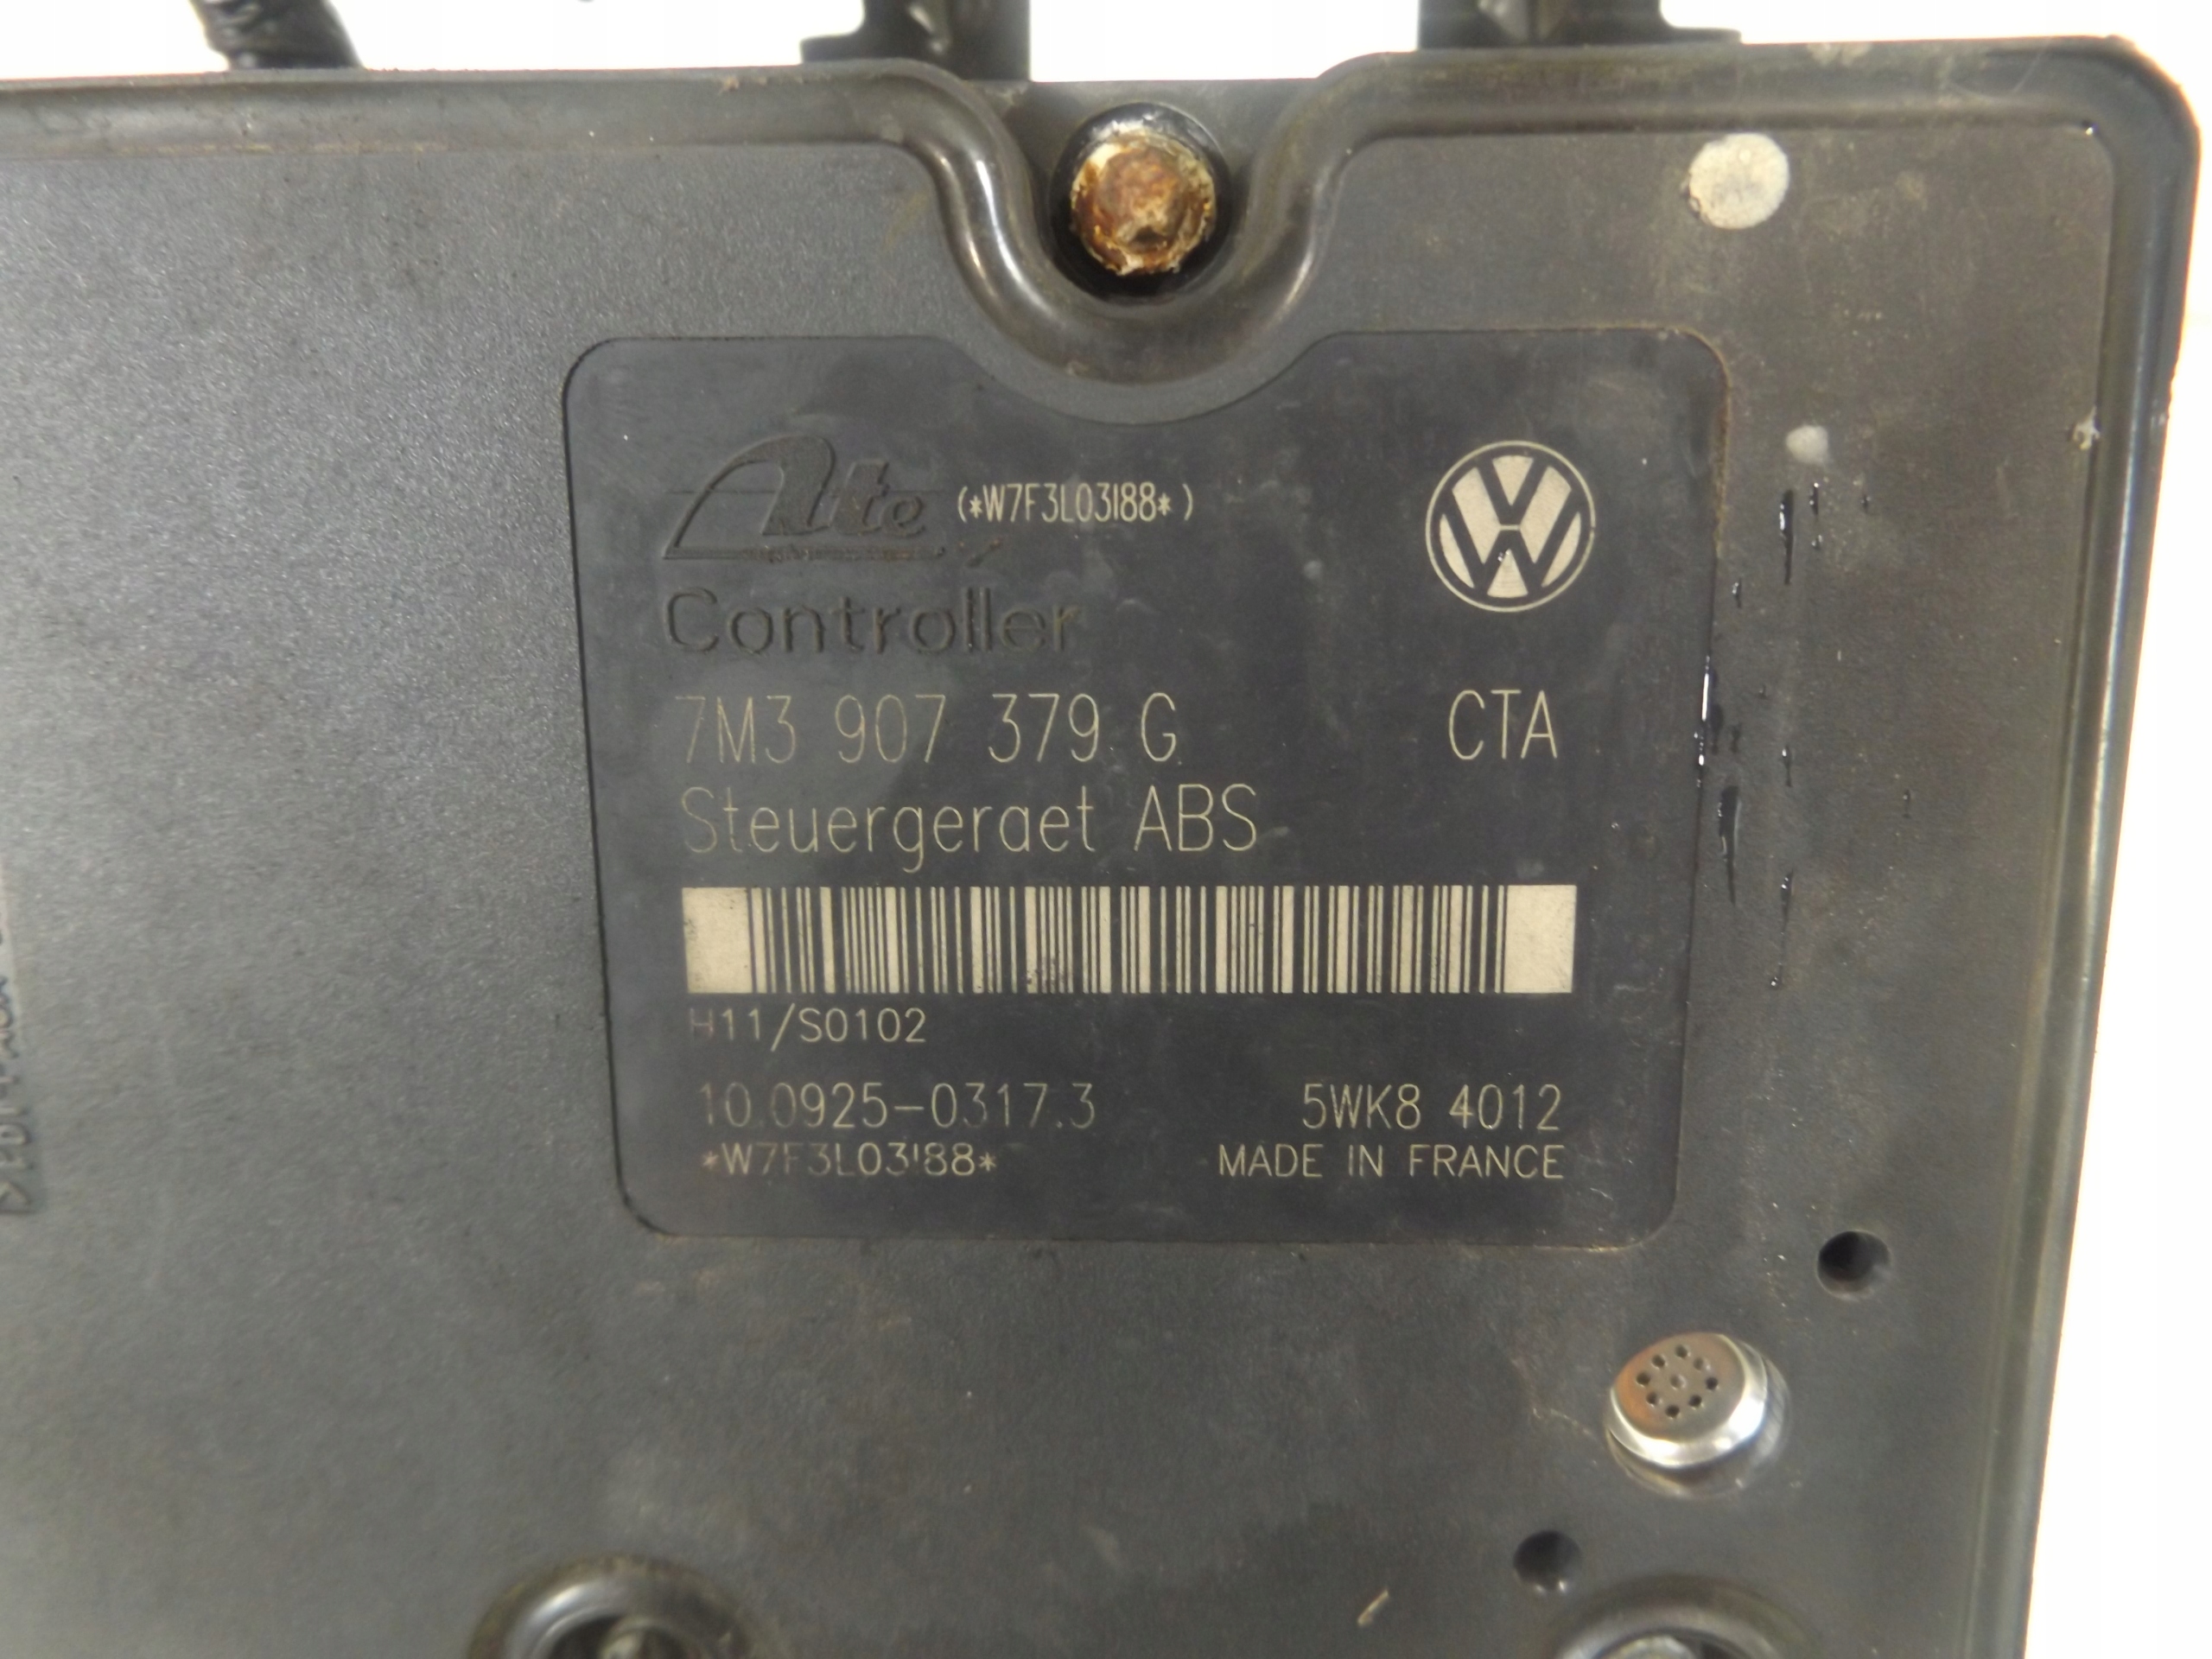 Ate (*W7F3L03188*)
Controller
7M3 907 379 G CTA
Steuergeraet ABS
H11/S0102
10.0925-0317.3 5WK8 4012
*W7F3L03188* MADE IN FRANCE